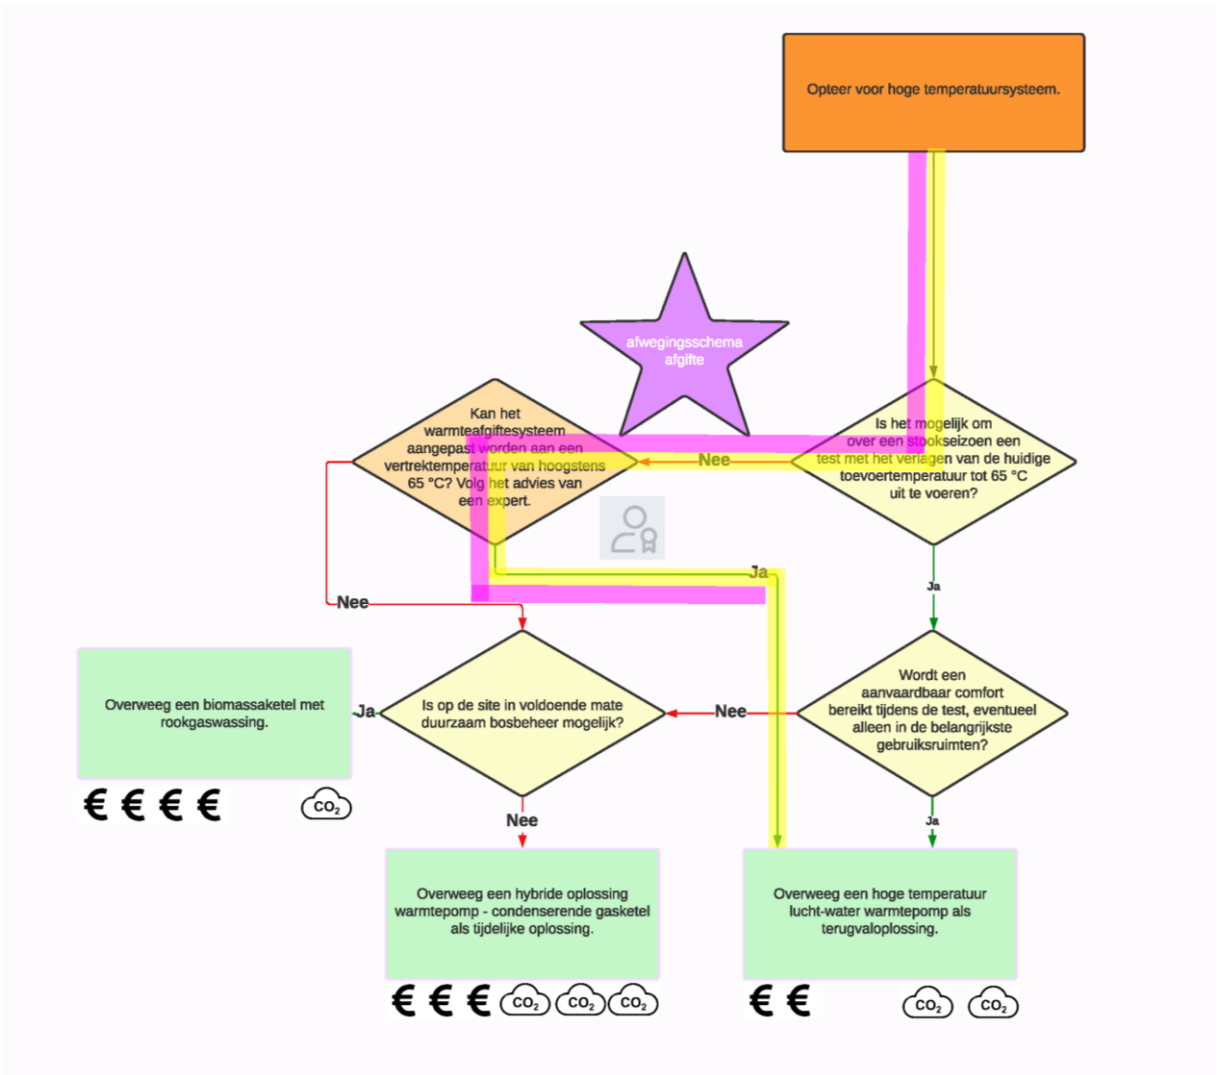 Opteer voor hoge temperatuursysteem.
afwegingsschema
afgifte
Kan het
warmteafgiftesysteem
aangepast worden aan een
vertrektemperatuur van hoogstens
65 °C? Volg het advies van
een expert.
Nee
Is het mogelijk om
over een stookseizoen een
test met het verlagen van de huidige
toevoertemperatuur tot 65 °C
uit te voeren?
Ja
Ja
Nee
Overweeg een biomassaketel met
rookgaswassing.
Ja
Is op de site in voldoende mate
duurzaam bosbeheer mogelijk?
Nee
Wordt een
aanvaardbaar comfort
bereikt tijdens de test, eventueel
alleen in de belangrijkste
gebruiksruimten?
€ € € €
CO₂
Nee
Ja
Overweeg een hybride oplossing
warmtepomp - condenserende gasketel
als tijdelijke oplossing.
Overweeg een hoge temperatuur
lucht-water warmtepomp als
terugvaloplossing.
€ € € CO₂ CO₂ CO₂
€ € CO₂ CO₂